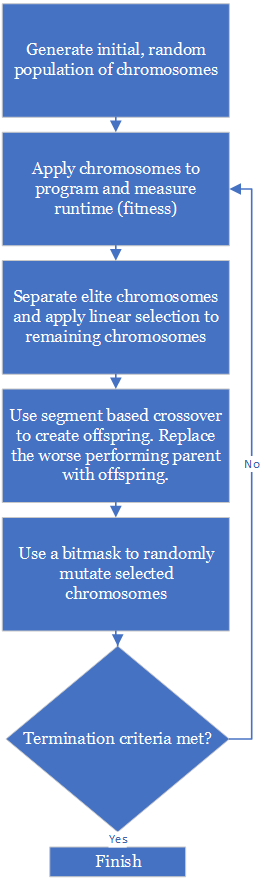 Generate initial, random
population of chromosomes
Apply chromosomes to
program and measure
runtime (fitness)
Separate elite chromosomes
and apply linear selection to
remaining chromosomes
Use segment based crossover
to create offspring. Replace
the worse performing parent
with offspring.
Use a bitmask to randomly
mutate selected
chromosomes
No
Termination criteria met?
Yes
Finish